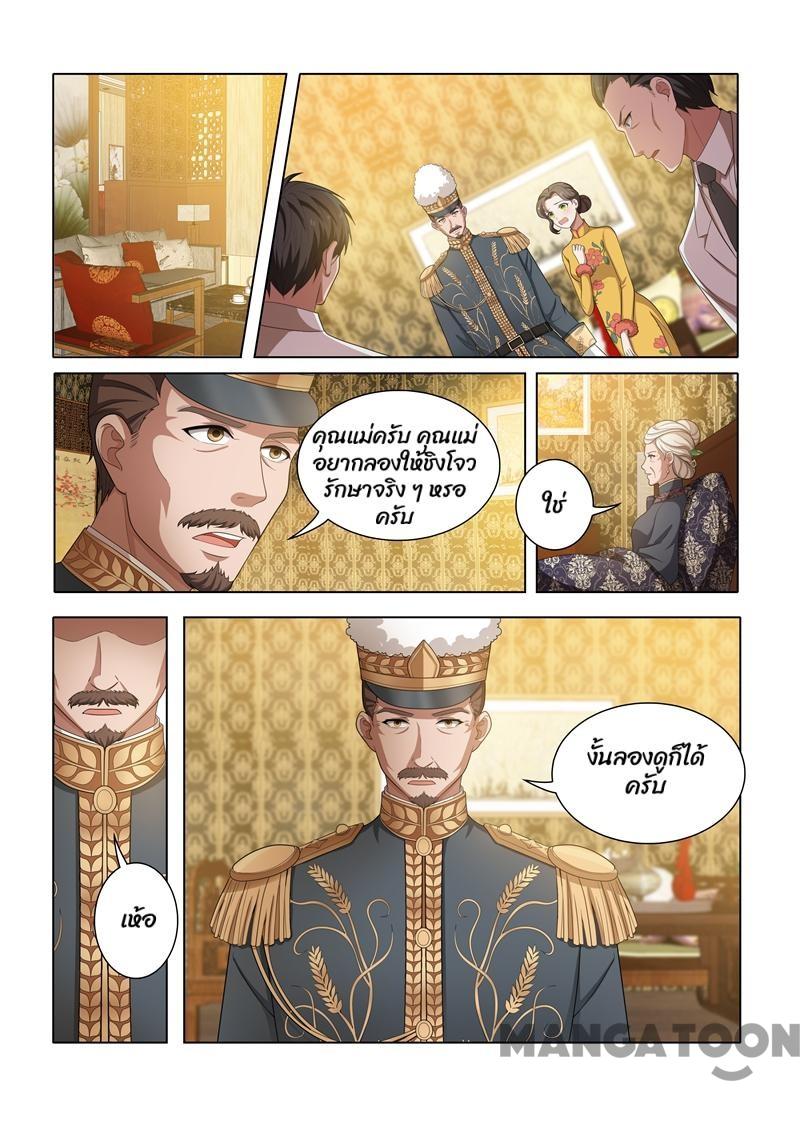 คุณแม่ครับ คุณแม่
อยากลองให้ชิงโจว
รักษาจริง ๆ หรอ
ครับ
ใช่
เห้อ
งั้นลองดูก็ได้
ครับ
MANGATOON